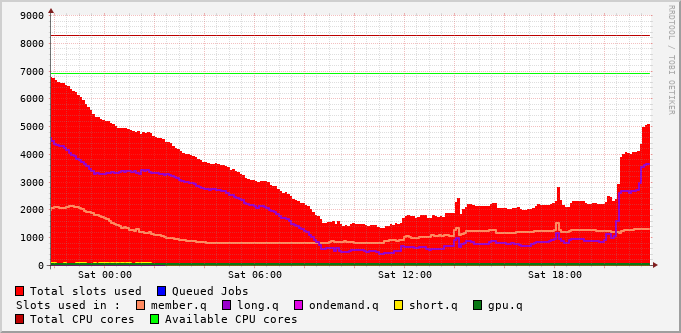 RRDTOOL / TOBI OETIKER
9000
8000
7000
6000
5000
4000
3000
2000
1000
0
Sat 00:00 Sat 06:00 Sat 12:00 Sat 18:00
Total slots used Queued Jobs
Slots used in : member.q long.q ondemand.q short.q gpu.q
Total CPU cores Available CPU cores